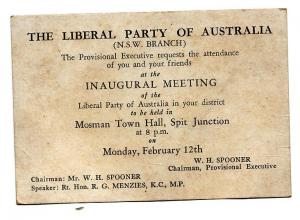 THE LIBERAL PARTY OF AUSTRALIA
(N.S.W. BRANCH)
The Provisional Executive requests the attendance
of you and your friends
at the
INAUGURAL MEETING
of the
Liberal Party of Australia in your district
to be held in
Mosman Town Hall, Spit Junction
at 8 p.m.
on
Monday, February 12th
W. H. SPOONER
Chairman, Provisional Executive
Chairman: Mr. W. H. SPOONER
Speaker: Rt. Hon. R. G. MENZIES, K.C., M.P.